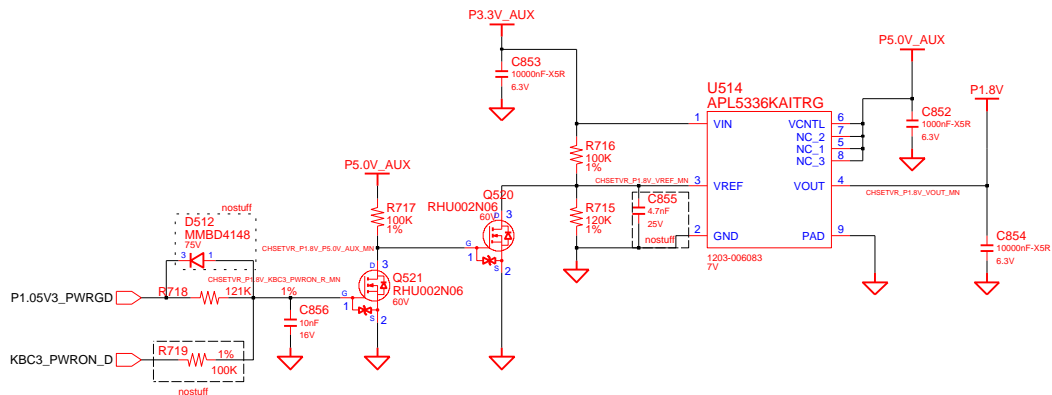 P3.3V_AUX
C853
10000nF-X5R
6.3V
P5.0V_AUX
U514
APL5336KAITRG
P1.8V
C852
1000nF-X5R
6.3V
1 VIN
VCNTL 6
NC_2 7
NC_1 5
NC_3 8
R716
100K
1%
P5.0V_AUX
CHSETVR_P1.8V_VREF_MN
3 VREF
VOUT 4
CHSETVR_P1.8V_VOUT_MN
Q520
RHU002N06
60V
D 3
G
1
S 2
C855
4.7nF
25V
nostuff
R717
100K
1%
R715
120K
1%
2 GND
PAD 9
1203-006083
7V
C854
10000nF-X5R
6.3V
nostuff
D512
MMBD4148
75V
3 1
CHSETVR_P1.8V_P5.0V_AUX_MN
D 3
Q521
RHU002N06
60V
G
1
S 2
CHSETVR_P1.8V_KBC3_PWRON_R_MN
P1.05V3_PWRGD
R718
121K
1%
C856
10nF
16V
KBC3_PWRON_D
R719
1%
100K
nostuff